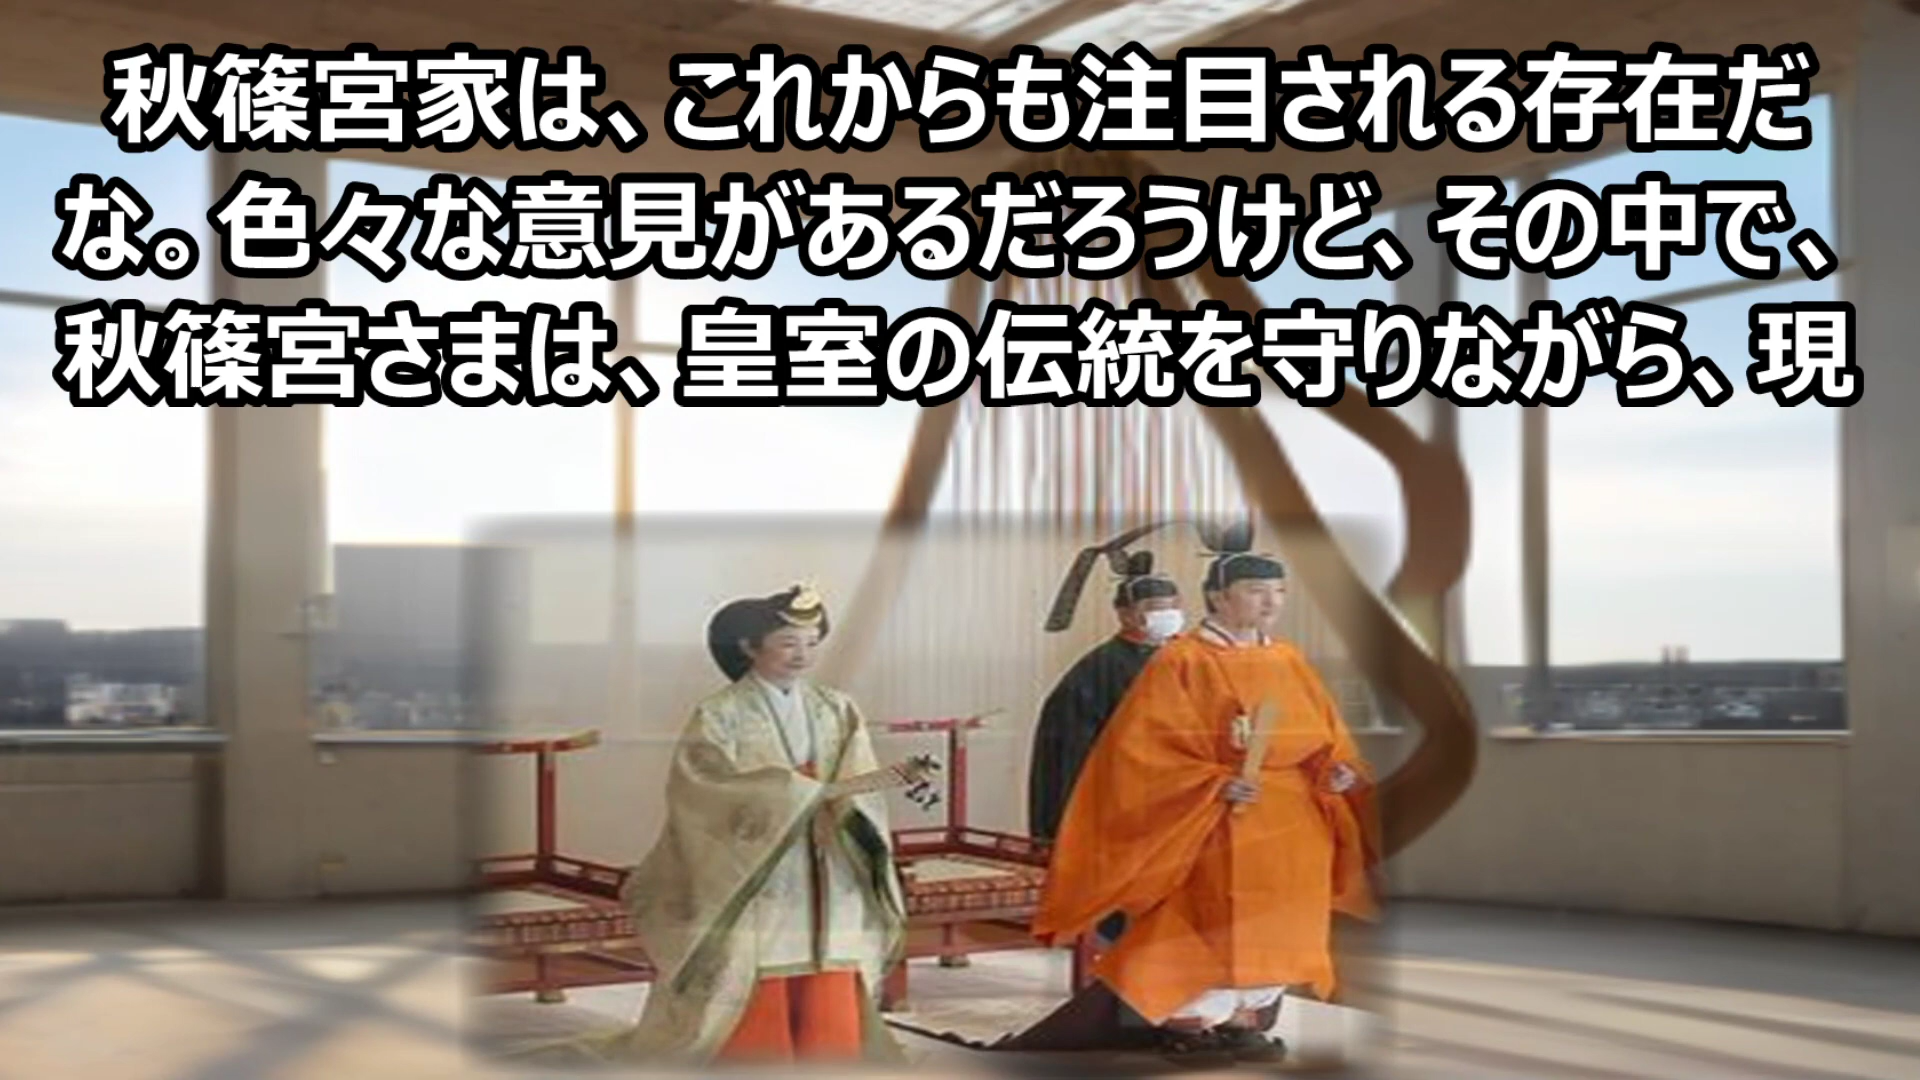 秋篠宮家は、これからも注目される存在だ
な。色々な意見があるだろうけど、その中で、
秋篠宮さまは、皇室の伝統を守りながら、現